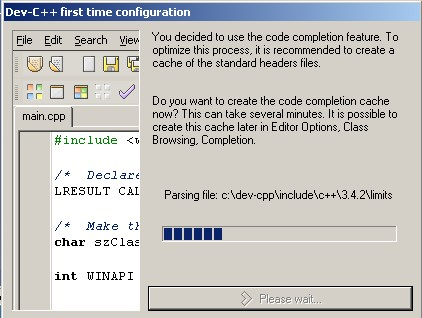 Dev-C++ first time configuration
File Edit Search View
main.cpp
#include <w
/* Declare
LRESULT CAL
/* Make th
char szClas
int WINAPI
You decided to use the code completion feature. To
optimize this process, it is recommended to create a
cache of the standard headers files.
Do you want to create the code completion cache
now? This can take several minutes. It is possible to
create this cache later in Editor Options, Class
Browsing, Completion.
Parsing file: c:\dev-cpp\include\c++\3.4.2\limits
Please wait...